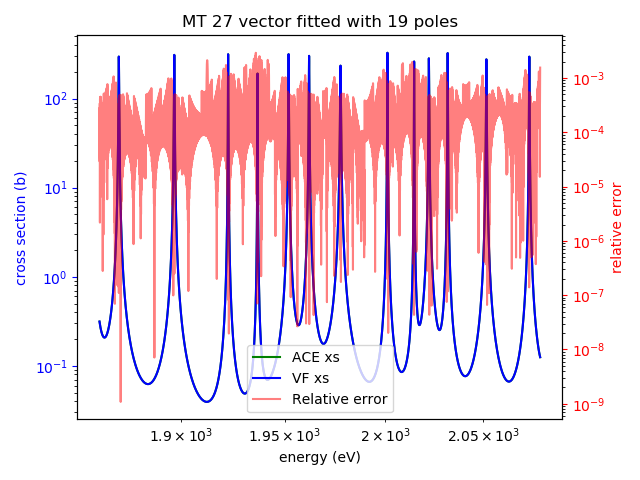 MT 27 vector fitted with 19 poles
cross section (b)
10²
10¹
10⁰
10⁻¹
relative error
10⁻³
10⁻⁴
10⁻⁵
10⁻⁶
10⁻⁷
10⁻⁸
10⁻⁹
ACE xs
VF xs
Relative error
1.9 × 10³ 1.95 × 10³ 2 × 10³ 2.05 × 10³
energy (eV)